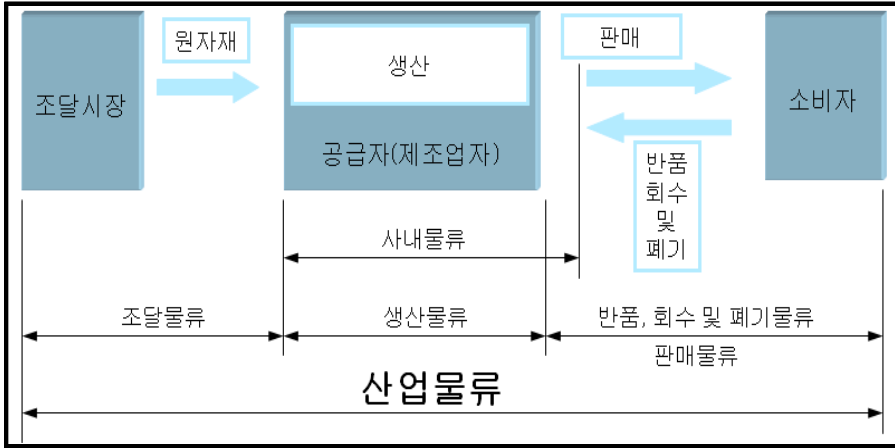 원자재
판매
생산
조달시장
소비자
공급자(제조업자)
반품
회수
및
폐기
사내물류
조달물류
생산물류
반품, 회수 및 폐기물류
판매물류
산업물류